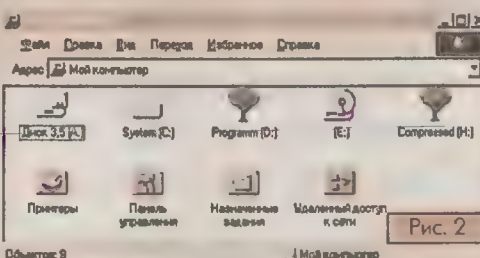 Файл Правка Вид Переход Избранное Справка
Адрес Мой компьютер
Диск 3,5 (A:) System (C:) Programm (D:) (E:) Compressed (H:)
Принтеры Панель управления Назначенные задания Удаленный доступ к сети
Рис. 2
Объектов: 9 Мой компьютер